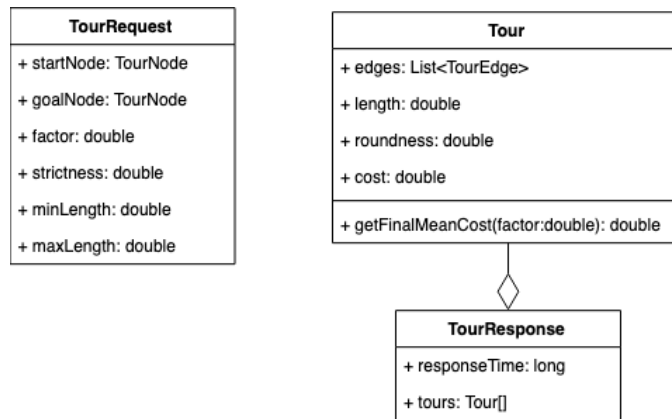 TourRequest
+ startNode: TourNode
+ goalNode: TourNode
+ factor: double
+ strictness: double
+ minLength: double
+ maxLength: double
Tour
+ edges: List<TourEdge>
+ length: double
+ roundness: double
+ cost: double
+ getFinalMeanCost(factor:double): double
TourResponse
+ responseTime: long
+ tours: Tour[]